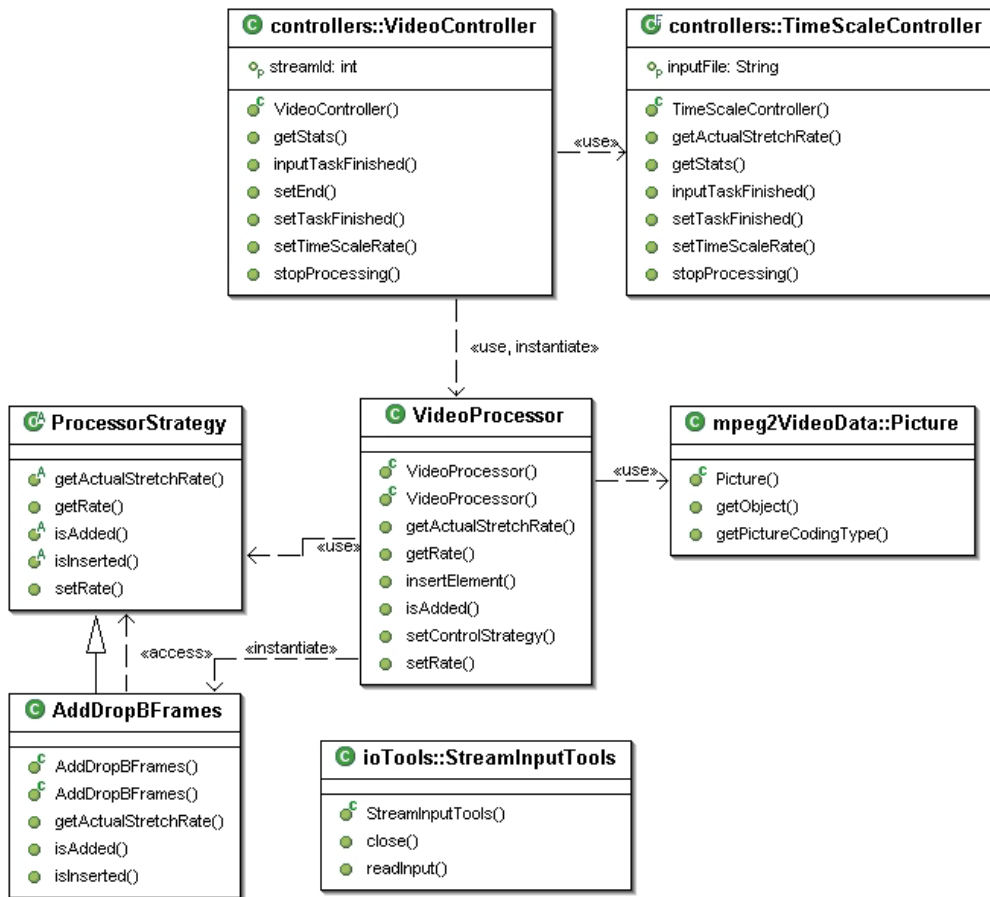 C controllers::VideoController
P streamId: int
C VideoController()
getStats()
inputTaskFinished()
setEnd()
setTaskFinished()
setTimeScaleRate()
stopProcessing()
«use»
C F controllers::TimeScaleController
P inputFile: String
C TimeScaleController()
getActualStretchRate()
getStats()
inputTaskFinished()
setTaskFinished()
setTimeScaleRate()
stopProcessing()
«use, instantiate»
C A ProcessorStrategy
A getActualStretchRate()
getRate()
A isAdded()
A isInserted()
setRate()
«use»
C VideoProcessor
C VideoProcessor()
C VideoProcessor()
getActualStretchRate()
getRate()
insertElement()
isAdded()
setControlStrategy()
setRate()
«use»
C mpeg2VideoData::Picture
C Picture()
getObject()
getPictureCodingType()
«access»
«instantiate»
C AddDropBFrames
C AddDropBFrames()
C AddDropBFrames()
getActualStretchRate()
isAdded()
isInserted()
C ioTools::StreamInputTools
C StreamInputTools()
close()
readInput()